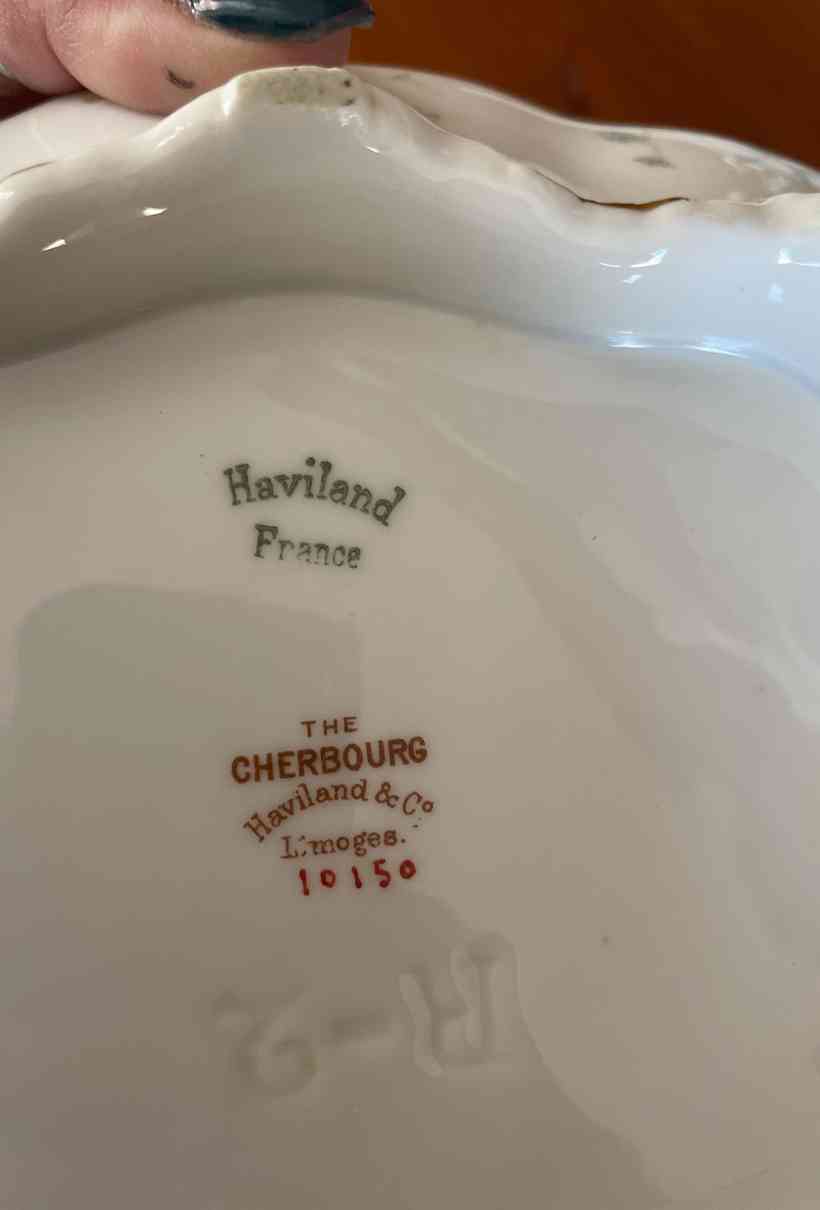 Haviland
France
THE
CHERBOURG
Haviland & Co
Limoges.
10150